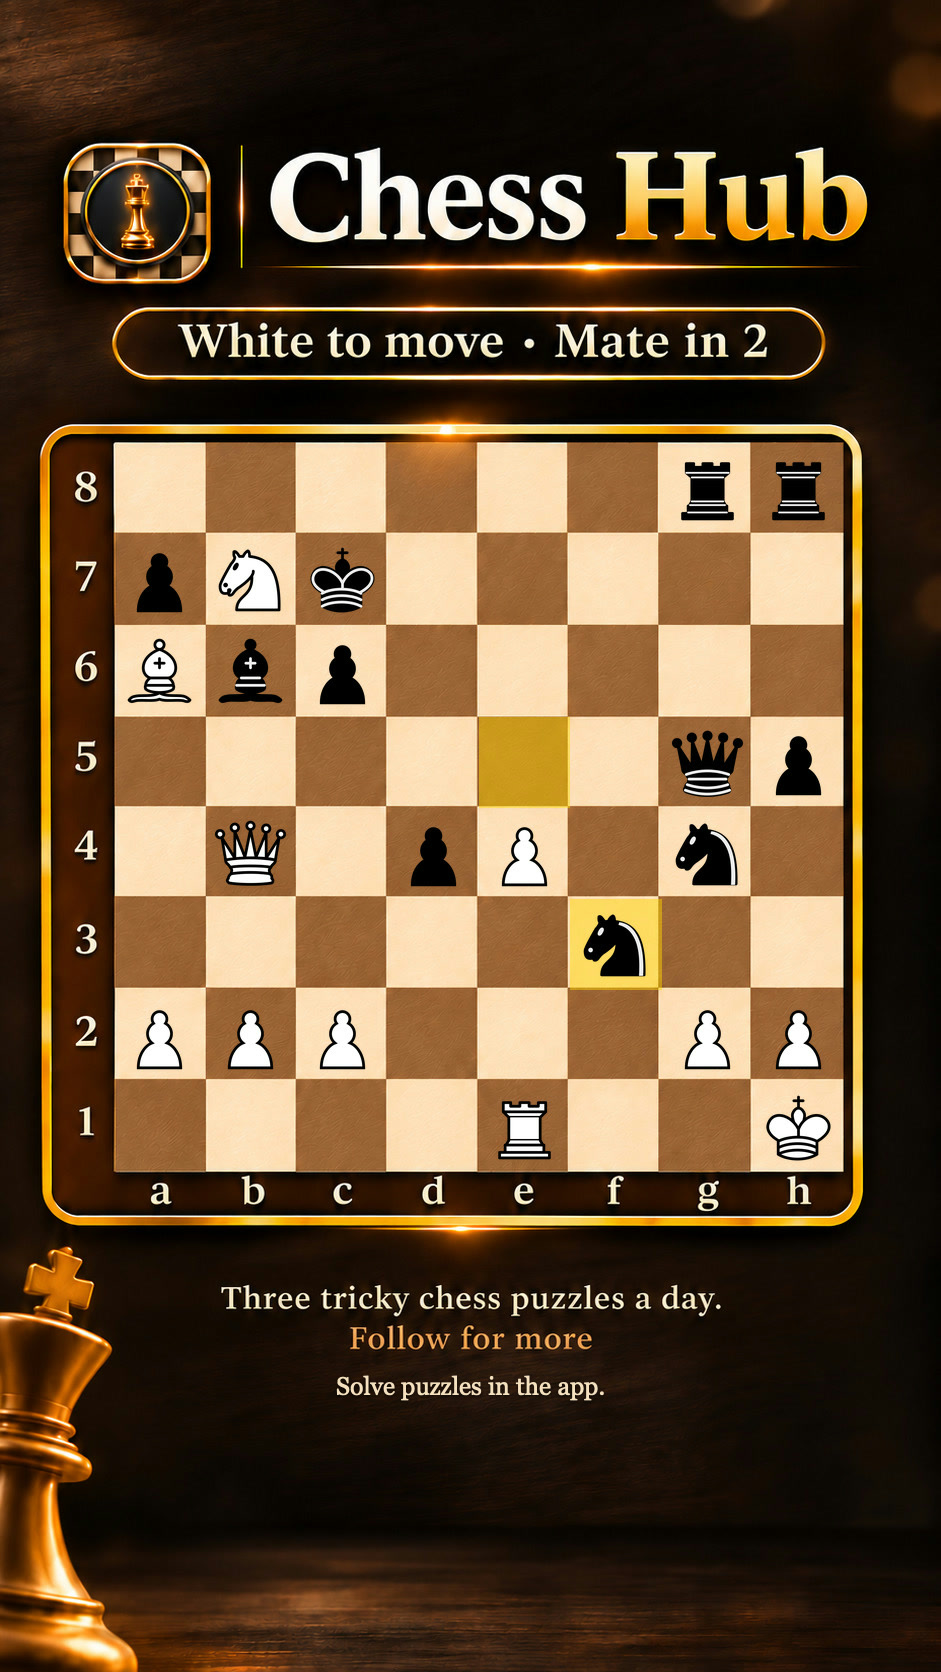 Chess Hub
White to move • Mate in 2
8
7
6
5
4
3
2
1
a b c d e f g h
Three tricky chess puzzles a day.
Follow for more
Solve puzzles in the app.